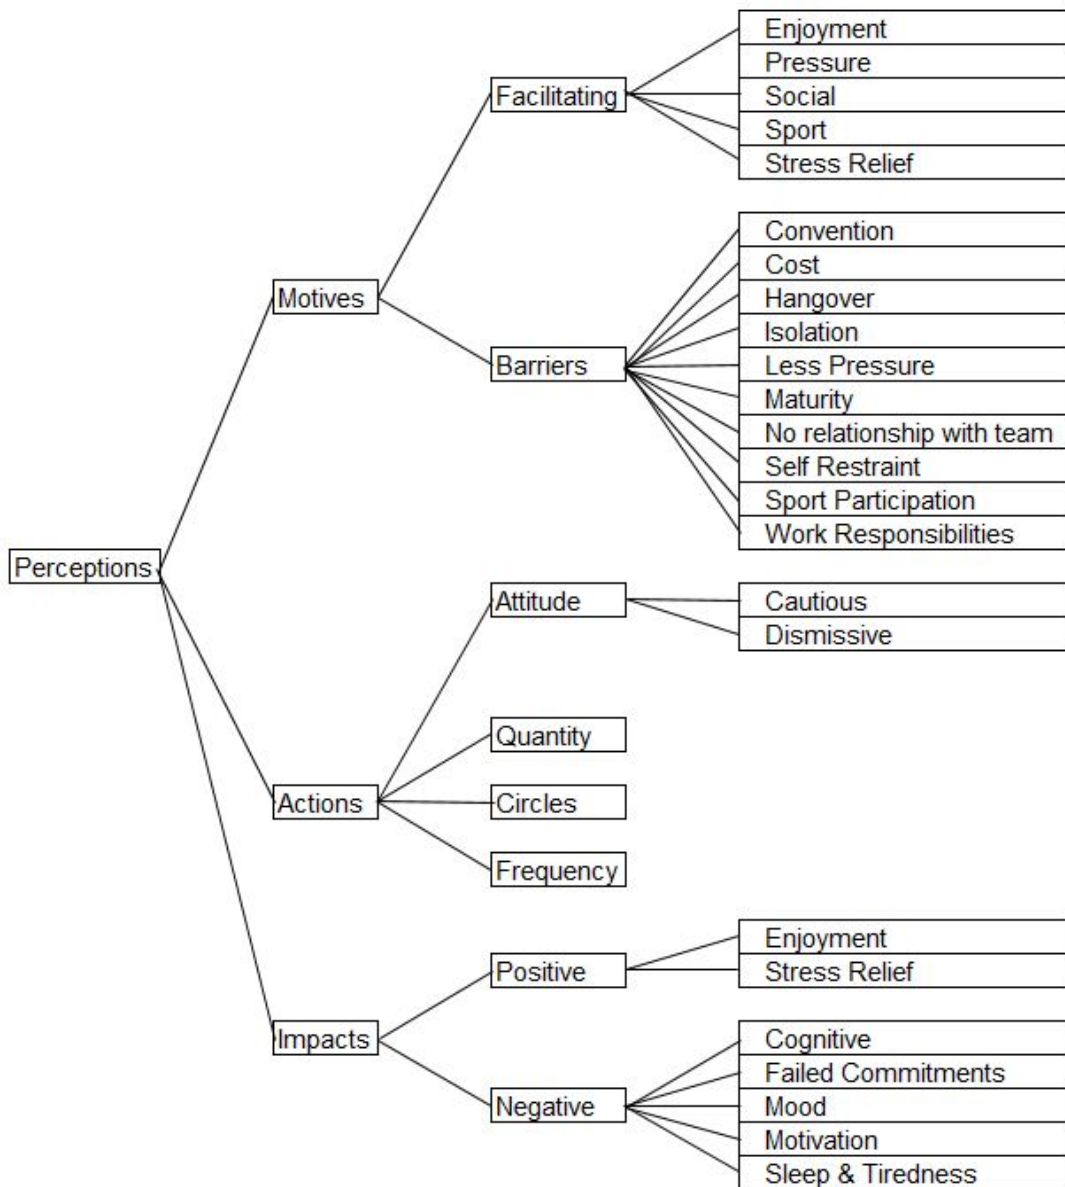 Enjoyment
Pressure
Facilitating
Social
Sport
Stress Relief
Convention
Cost
Motives
Hangover
Isolation
Barriers
Less Pressure
Maturity
No relationship with team
Self Restraint
Sport Participation
Work Responsibilities
Perceptions
Attitude
Cautious
Dismissive
Quantity
Actions
Circles
Frequency
Enjoyment
Positive
Stress Relief
Impacts
Cognitive
Failed Commitments
Negative
Mood
Motivation
Sleep & Tiredness